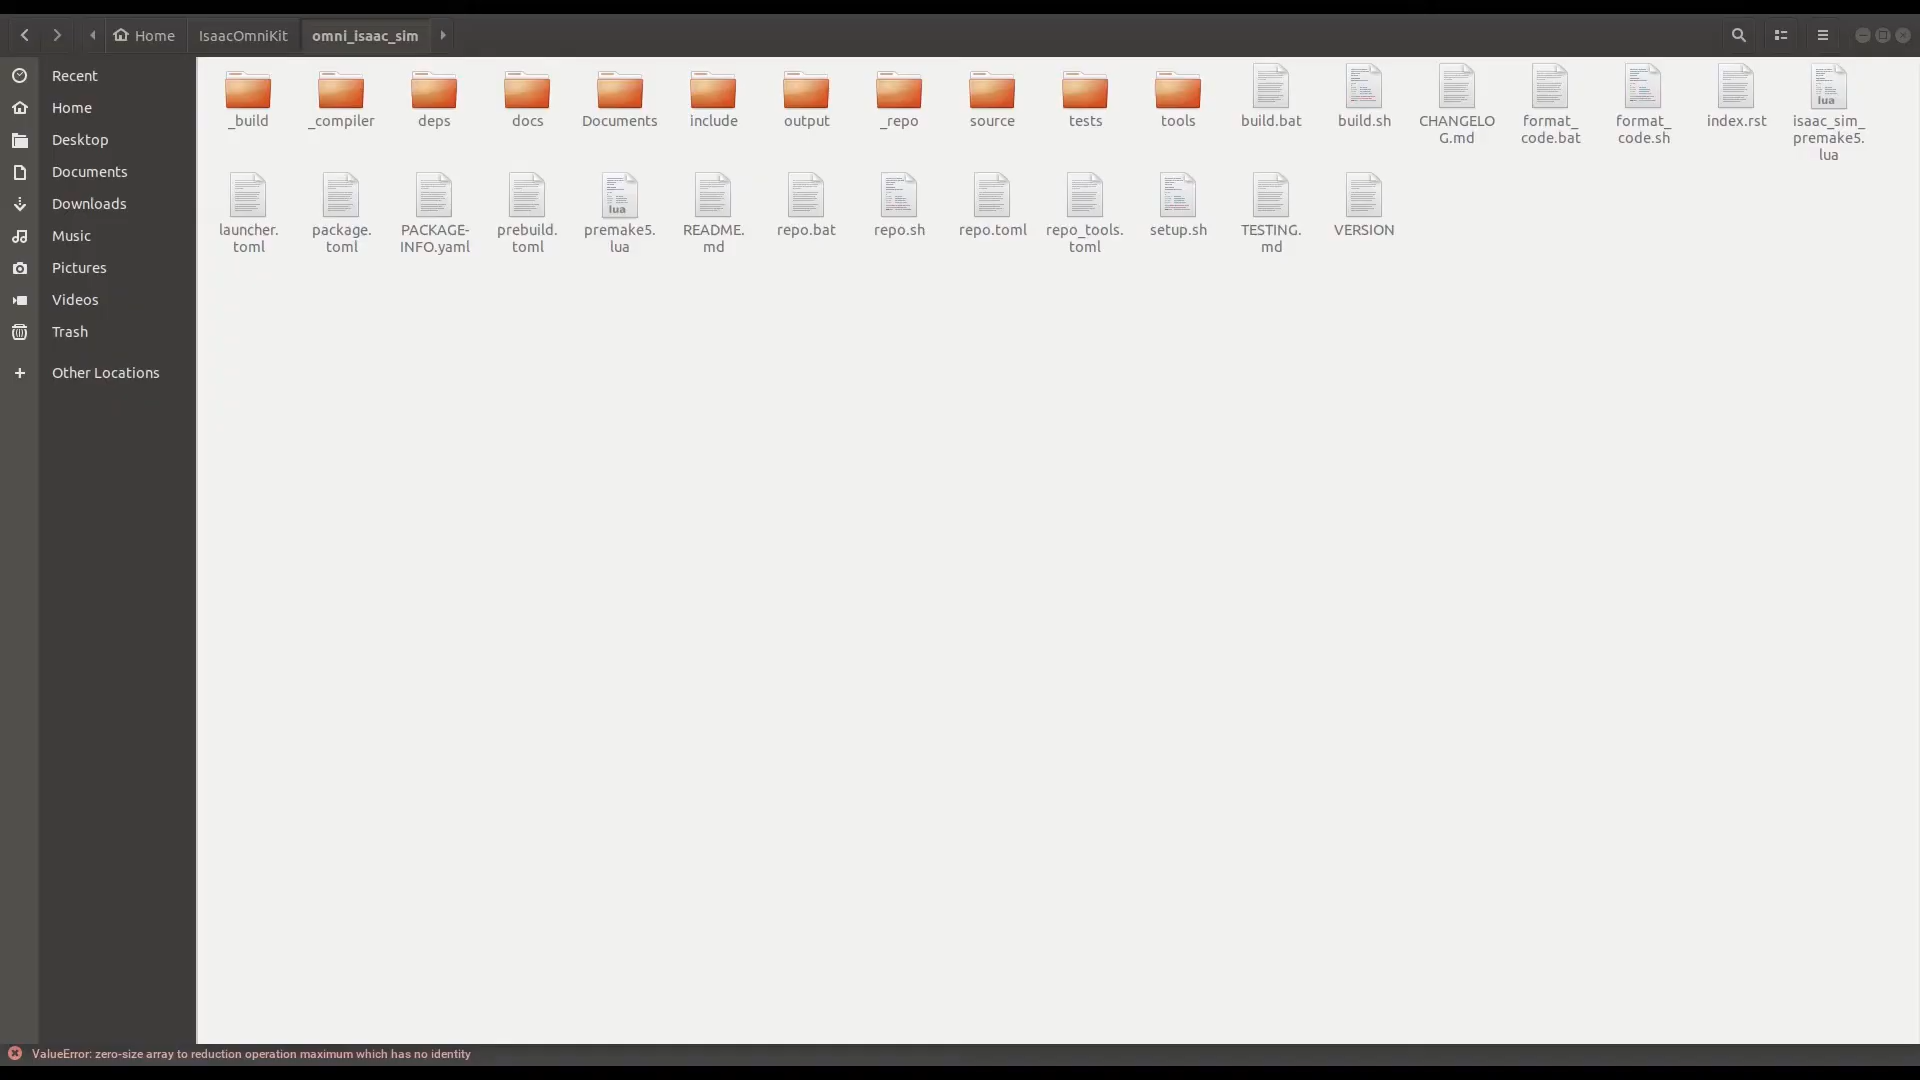 Home IsaacOmniKit omni_isaac_sim
Recent
Home
Desktop
Documents
Downloads
Music
Pictures
Videos
Trash
Other Locations
_build
_compiler
deps
docs
Documents
include
output
_repo
source
tests
tools
build.bat
build.sh
CHANGELO
G.md
format_
code.bat
format_
code.sh
index.rst
lua
isaac_sim_
premake5.
lua
launcher.
toml
package.
toml
PACKAGE-
INFO.yaml
prebuild.
toml
lua
premake5.
lua
README.
md
repo.bat
repo.sh
repo.toml
repo_tools.
toml
setup.sh
TESTING.
md
VERSION
ValueError: zero-size array to reduction operation maximum which has no identity